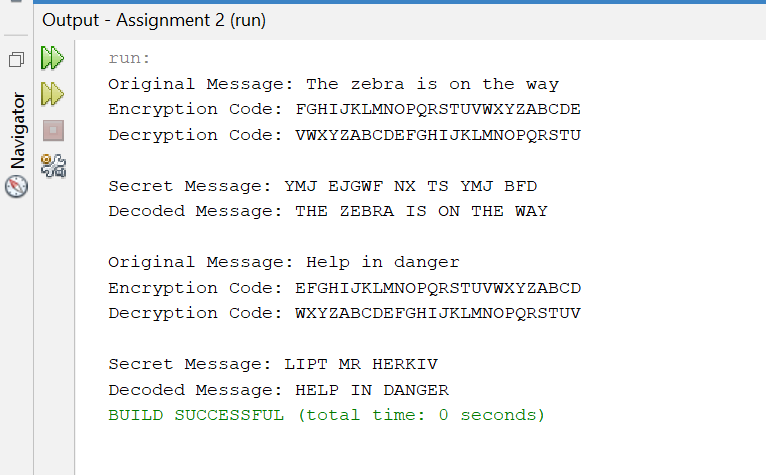 Output - Assignment 2 (run)
Navigator
run:
Original Message: The zebra is on the way
Encryption Code: FGHIJKLMNOPQRSTUVWXYZABCDE
Decryption Code: VWXYZABCDEFGHIJKLMNOPQRSTU
Secret Message: YMJ EJGWF NX TS YMJ BFD
Decoded Message: THE ZEBRA IS ON THE WAY
Original Message: Help in danger
Encryption Code: EFGHIJKLMNOPQRSTUVWXYZABCD
Decryption Code: WXYZABCDEFGHIJKLMNOPQRSTUV
Secret Message: LIPT MR HERKIV
Decoded Message: HELP IN DANGER
BUILD SUCCESSFUL (total time: 0 seconds)